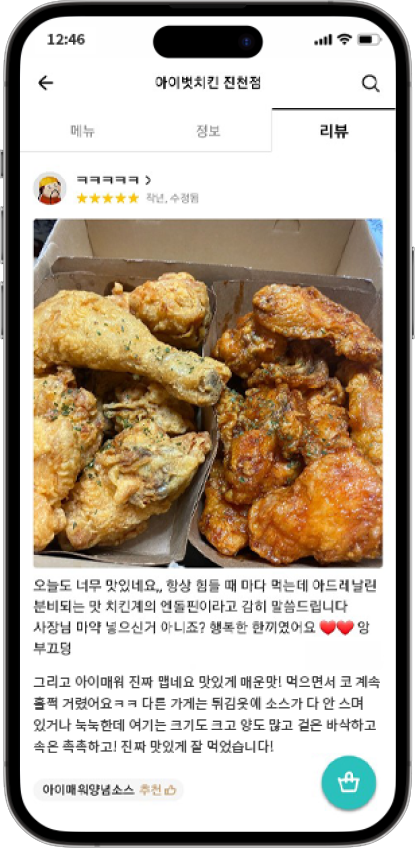 12:46
아이벗치킨 진천점
메뉴
정보
리뷰
ㅋㅋㅋㅋㅋ >
★★★★★ 작년, 수정됨
오늘도 너무 맛있네요,, 항상 힘들 때 마다 먹는데 아드레날린
분비되는 맛 치킨계의 엔돌핀이라고 감히 말씀드립니다
사장님 마약 넣으신거 아니죠? 행복한 한끼였어요 ❤❤ 앙
부끄덩
그리고 아이매워 진짜 맵네요 맛있게 매운맛! 먹으면서 코 계속
훌쩍 거렸어요ㅋㅋ 다른 가게는 튀김옷에 소스가 다 안 스며
있거나 눅눅한데 여기는 크기도 크고 양도 많고 겉은 바삭하고
속은 촉촉하고! 진짜 맛있게 잘 먹었습니다!
아이매워양념소스 추천